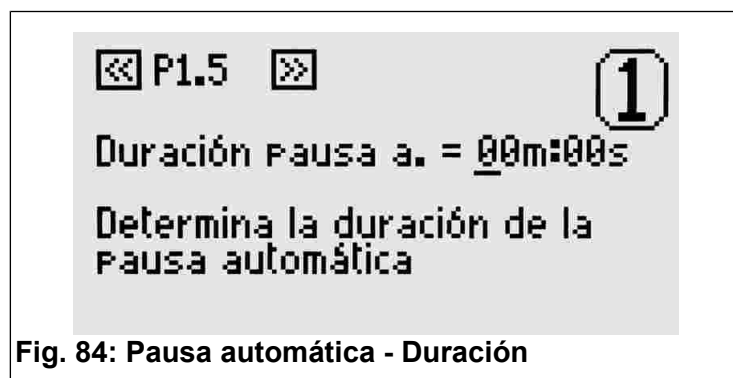 « P1.5 »
1
Duración pausa a. = 00m:00s
Determina la duración de la
pausa automática
Fig. 84: Pausa automática - Duración